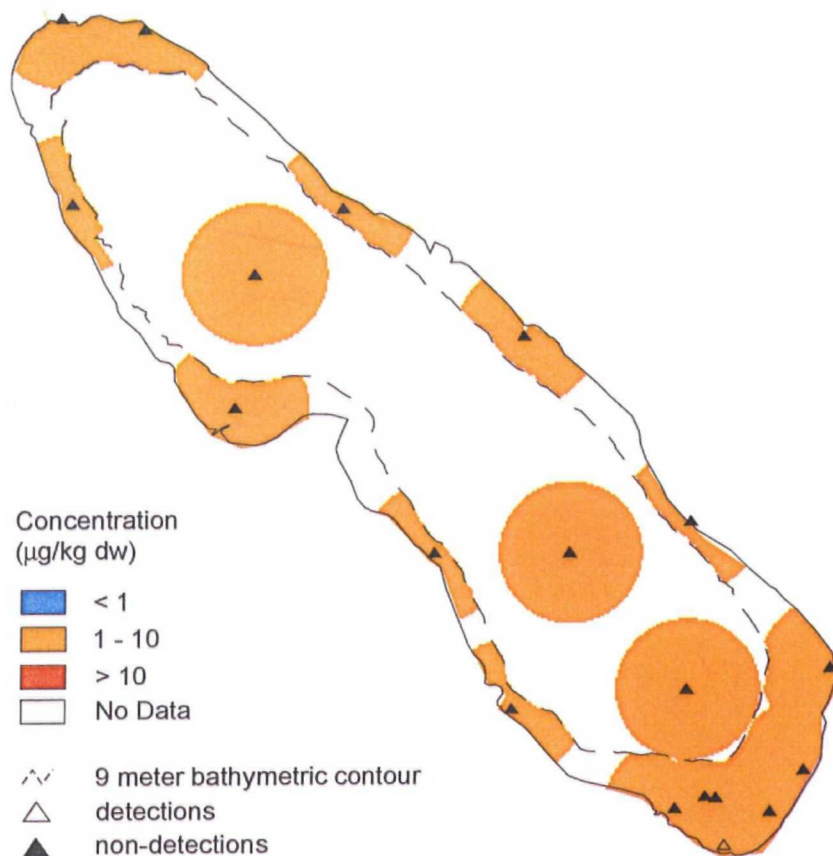 Concentration
(µg/kg dw)
< 1
1 - 10
> 10
No Data
9 meter bathymetric contour
detections
non-detections